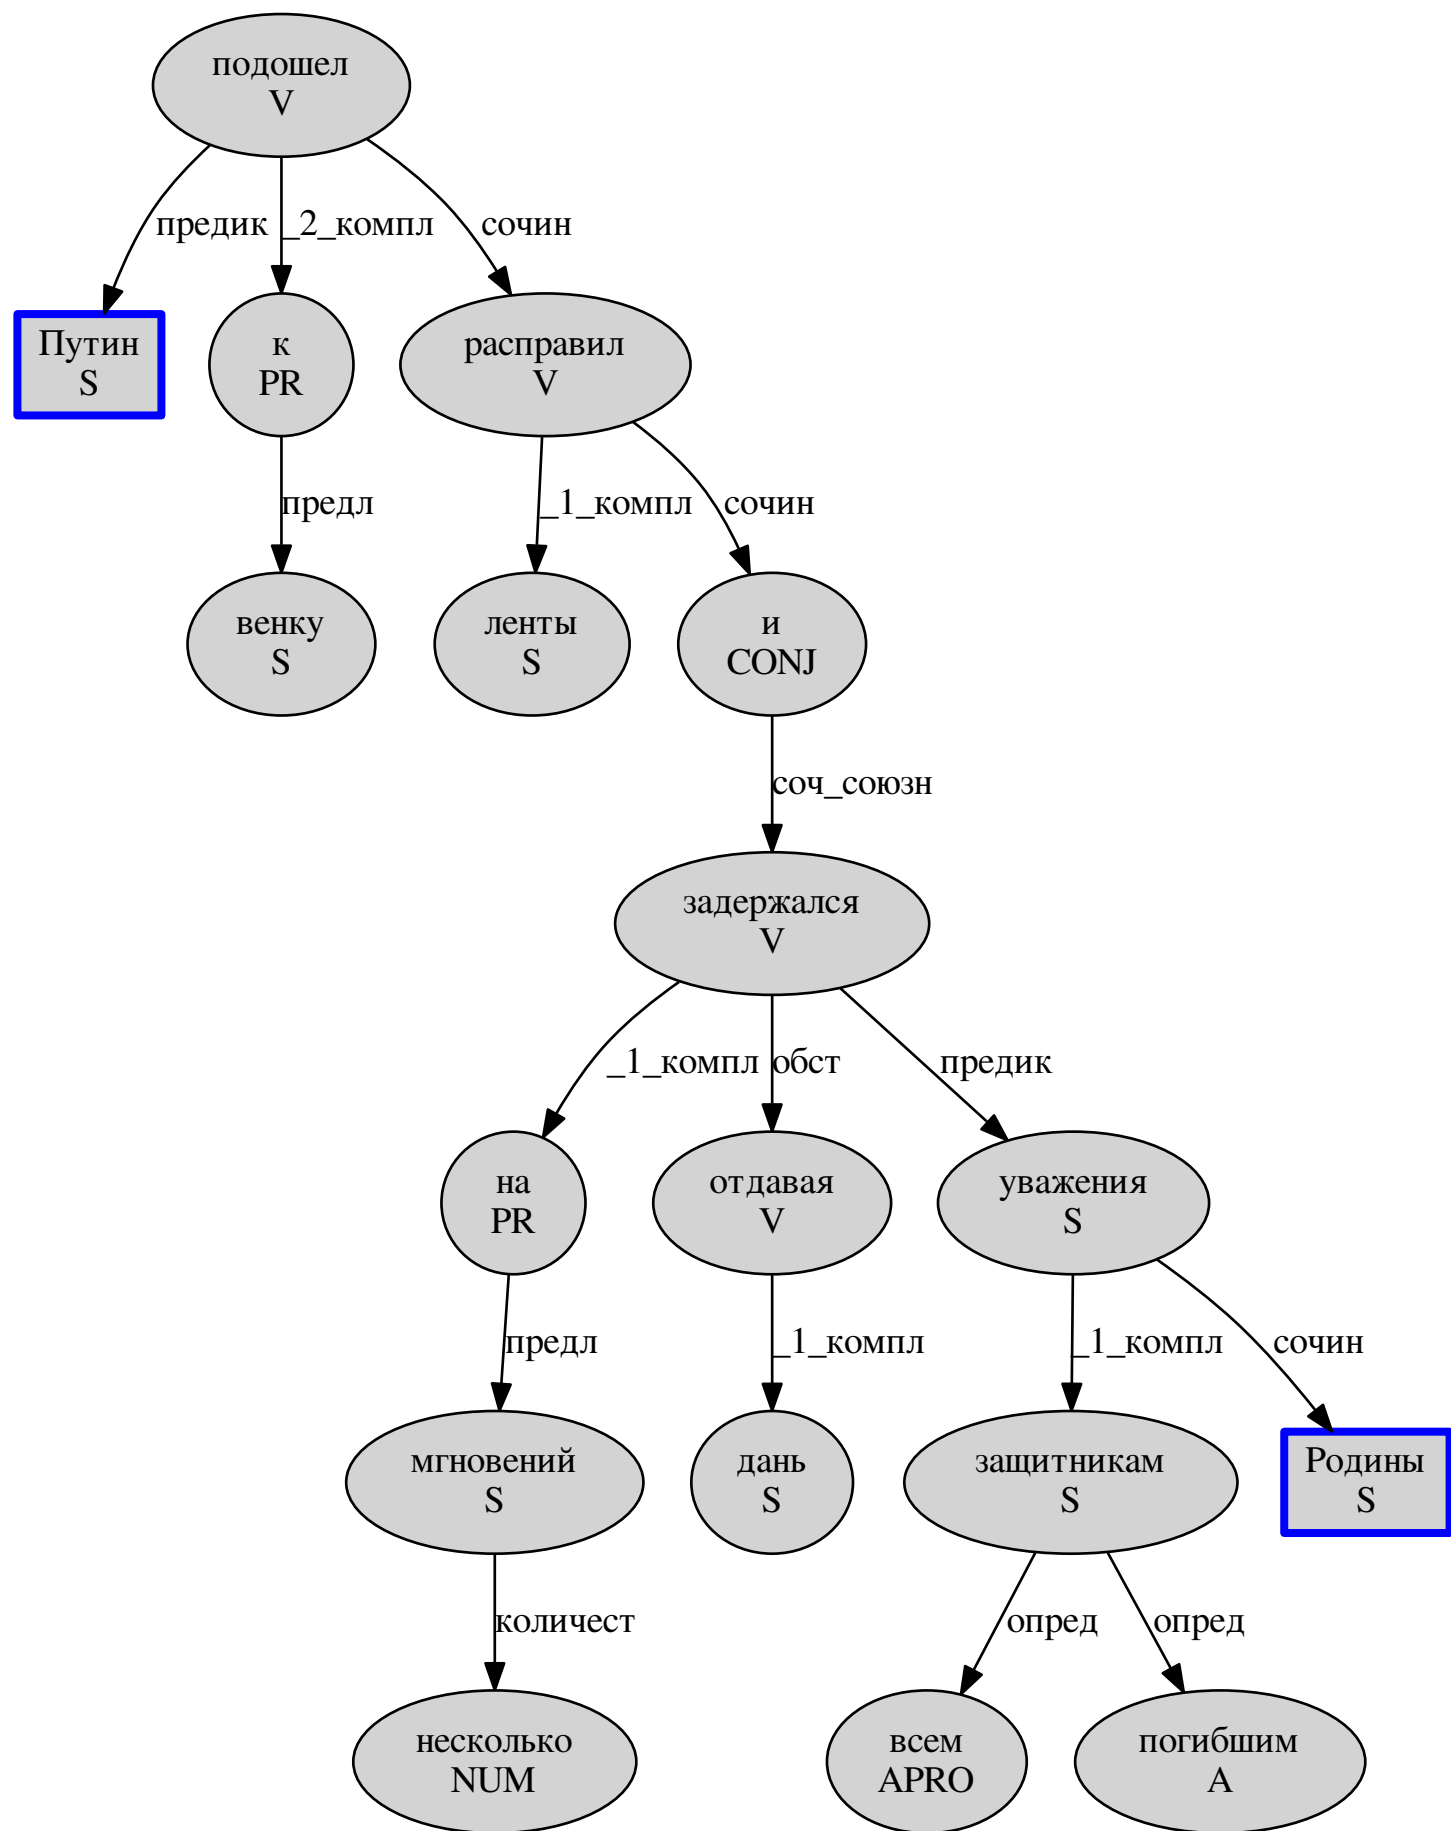 подошел
V
предик _2_компл сочин
Путин
S
к
PR
расправил
V
предл _1_компл сочин
венку
S
ленты
S
и
CONJ
соч_союзн
задержался
V
_1_компл обст предик
на
PR
отдавая
V
уважения
S
предл _1_компл _1_компл сочин
мгновений
S
дань
S
защитникам
S
Родины
S
количест опред опред
несколько
NUM
всем
APRO
погибшим
A